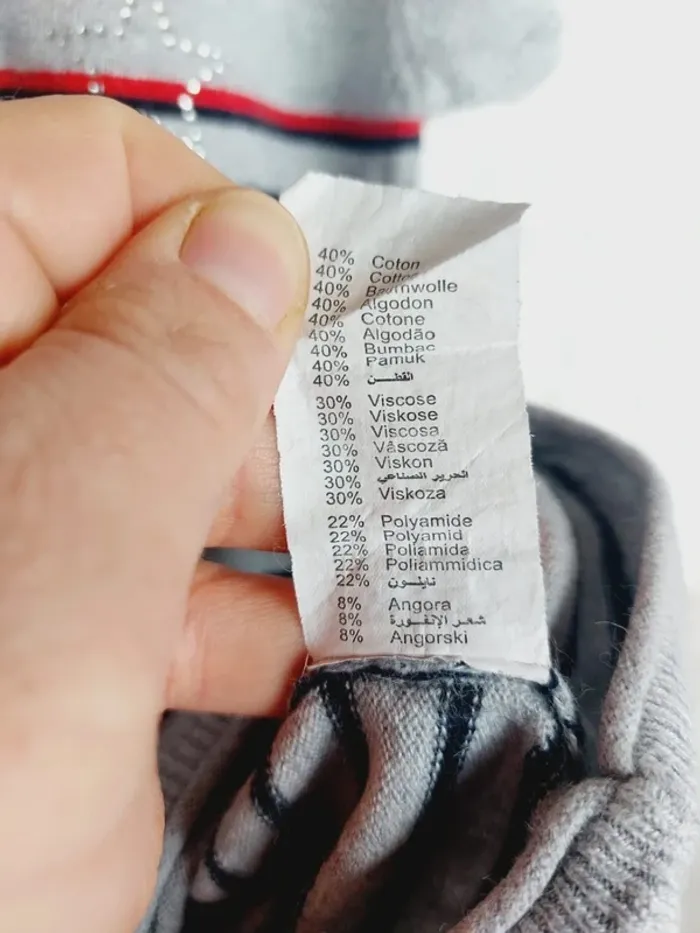 40% Coton
40% Cotton
40% Baumwolle
40% Algodon
40% Cotone
40% Algodão
40% Bumbac
40% Pamuk
40% القطن
30% Viscose
30% Viskose
30% Viscosa
30% Vâscoză
30% Viskon
30% الحرير الصناعي
30% Viskoza
22% Polyamide
22% Polyamid
22% Poliamida
22% Poliammidica
22% نايلون
8% Angora
8% شعر الإنقورة
8% Angorski